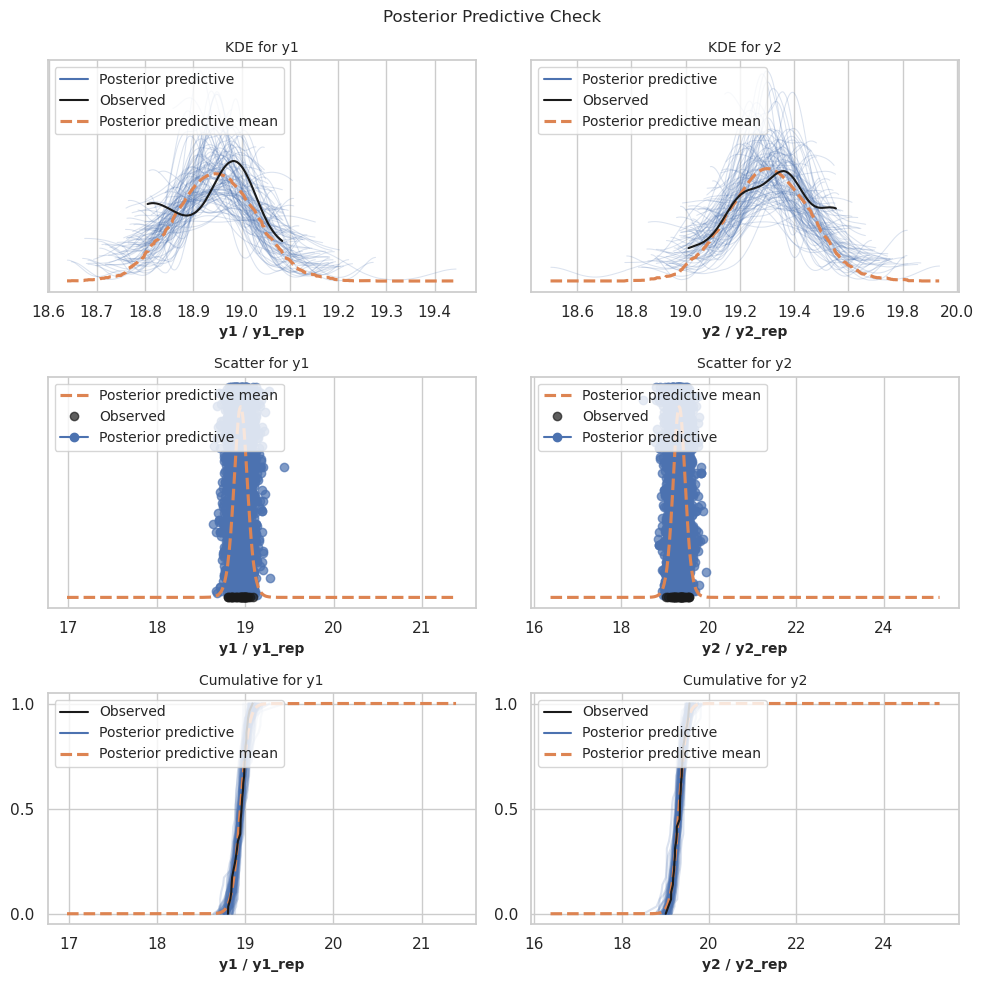 Posterior Predictive Check
KDE for y1
Posterior predictive
Observed
Posterior predictive mean
18.6 18.7 18.8 18.9 19.0 19.1 19.2 19.3 19.4
y1 / y1_rep
KDE for y2
Posterior predictive
Observed
Posterior predictive mean
18.6 18.8 19.0 19.2 19.4 19.6 19.8 20.0
y2 / y2_rep
Scatter for y1
Posterior predictive mean
Observed
Posterior predictive
17 18 19 20 21
y1 / y1_rep
Scatter for y2
Posterior predictive mean
Observed
Posterior predictive
16 18 20 22 24
y2 / y2_rep
Cumulative for y1
1.0
0.5
0.0
Observed
Posterior predictive
Posterior predictive mean
17 18 19 20 21
y1 / y1_rep
Cumulative for y2
1.0
0.5
0.0
Observed
Posterior predictive
Posterior predictive mean
16 18 20 22 24
y2 / y2_rep